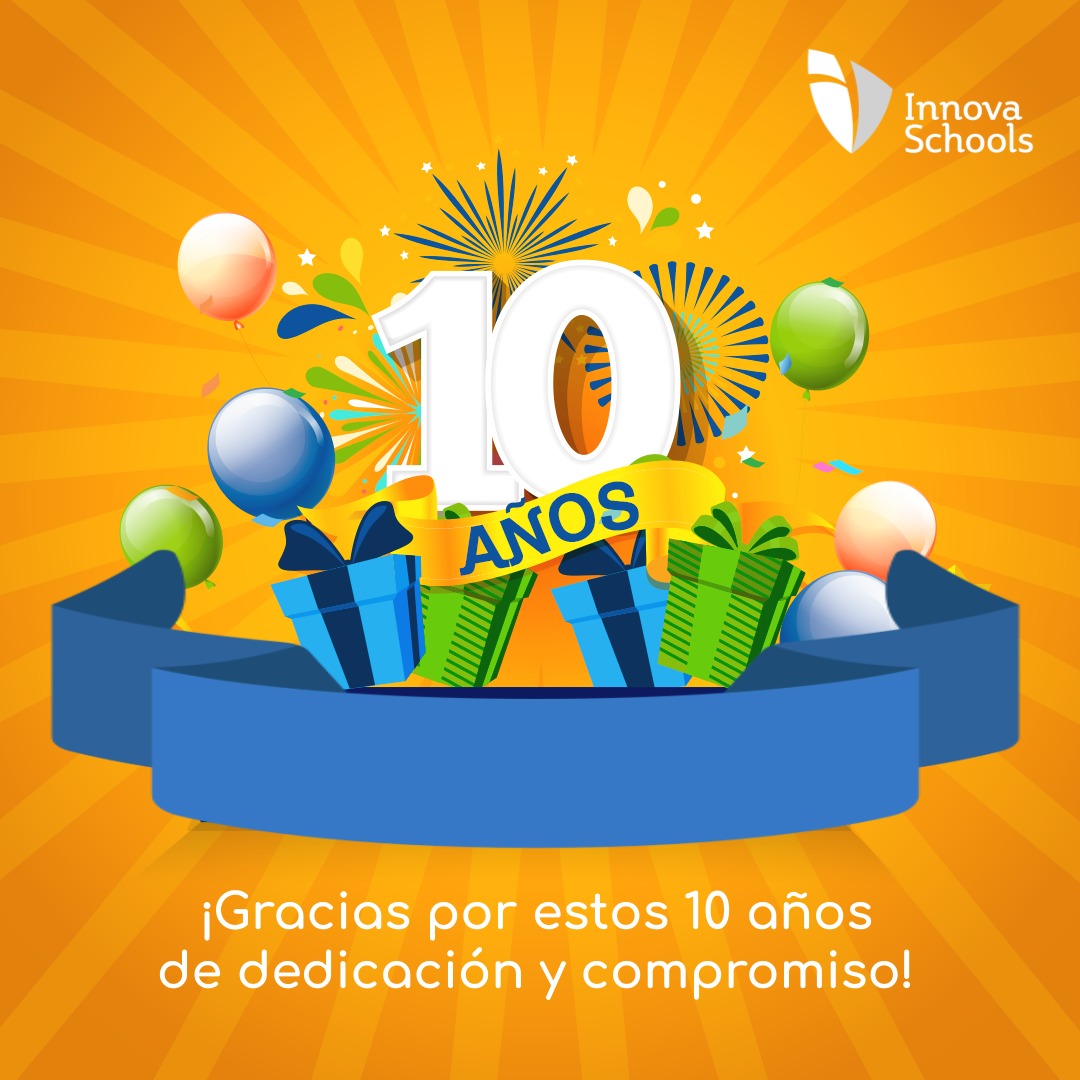 Innova
Schools
10
AÑOS
¡Gracias por estos 10 años
de dedicación y compromiso!